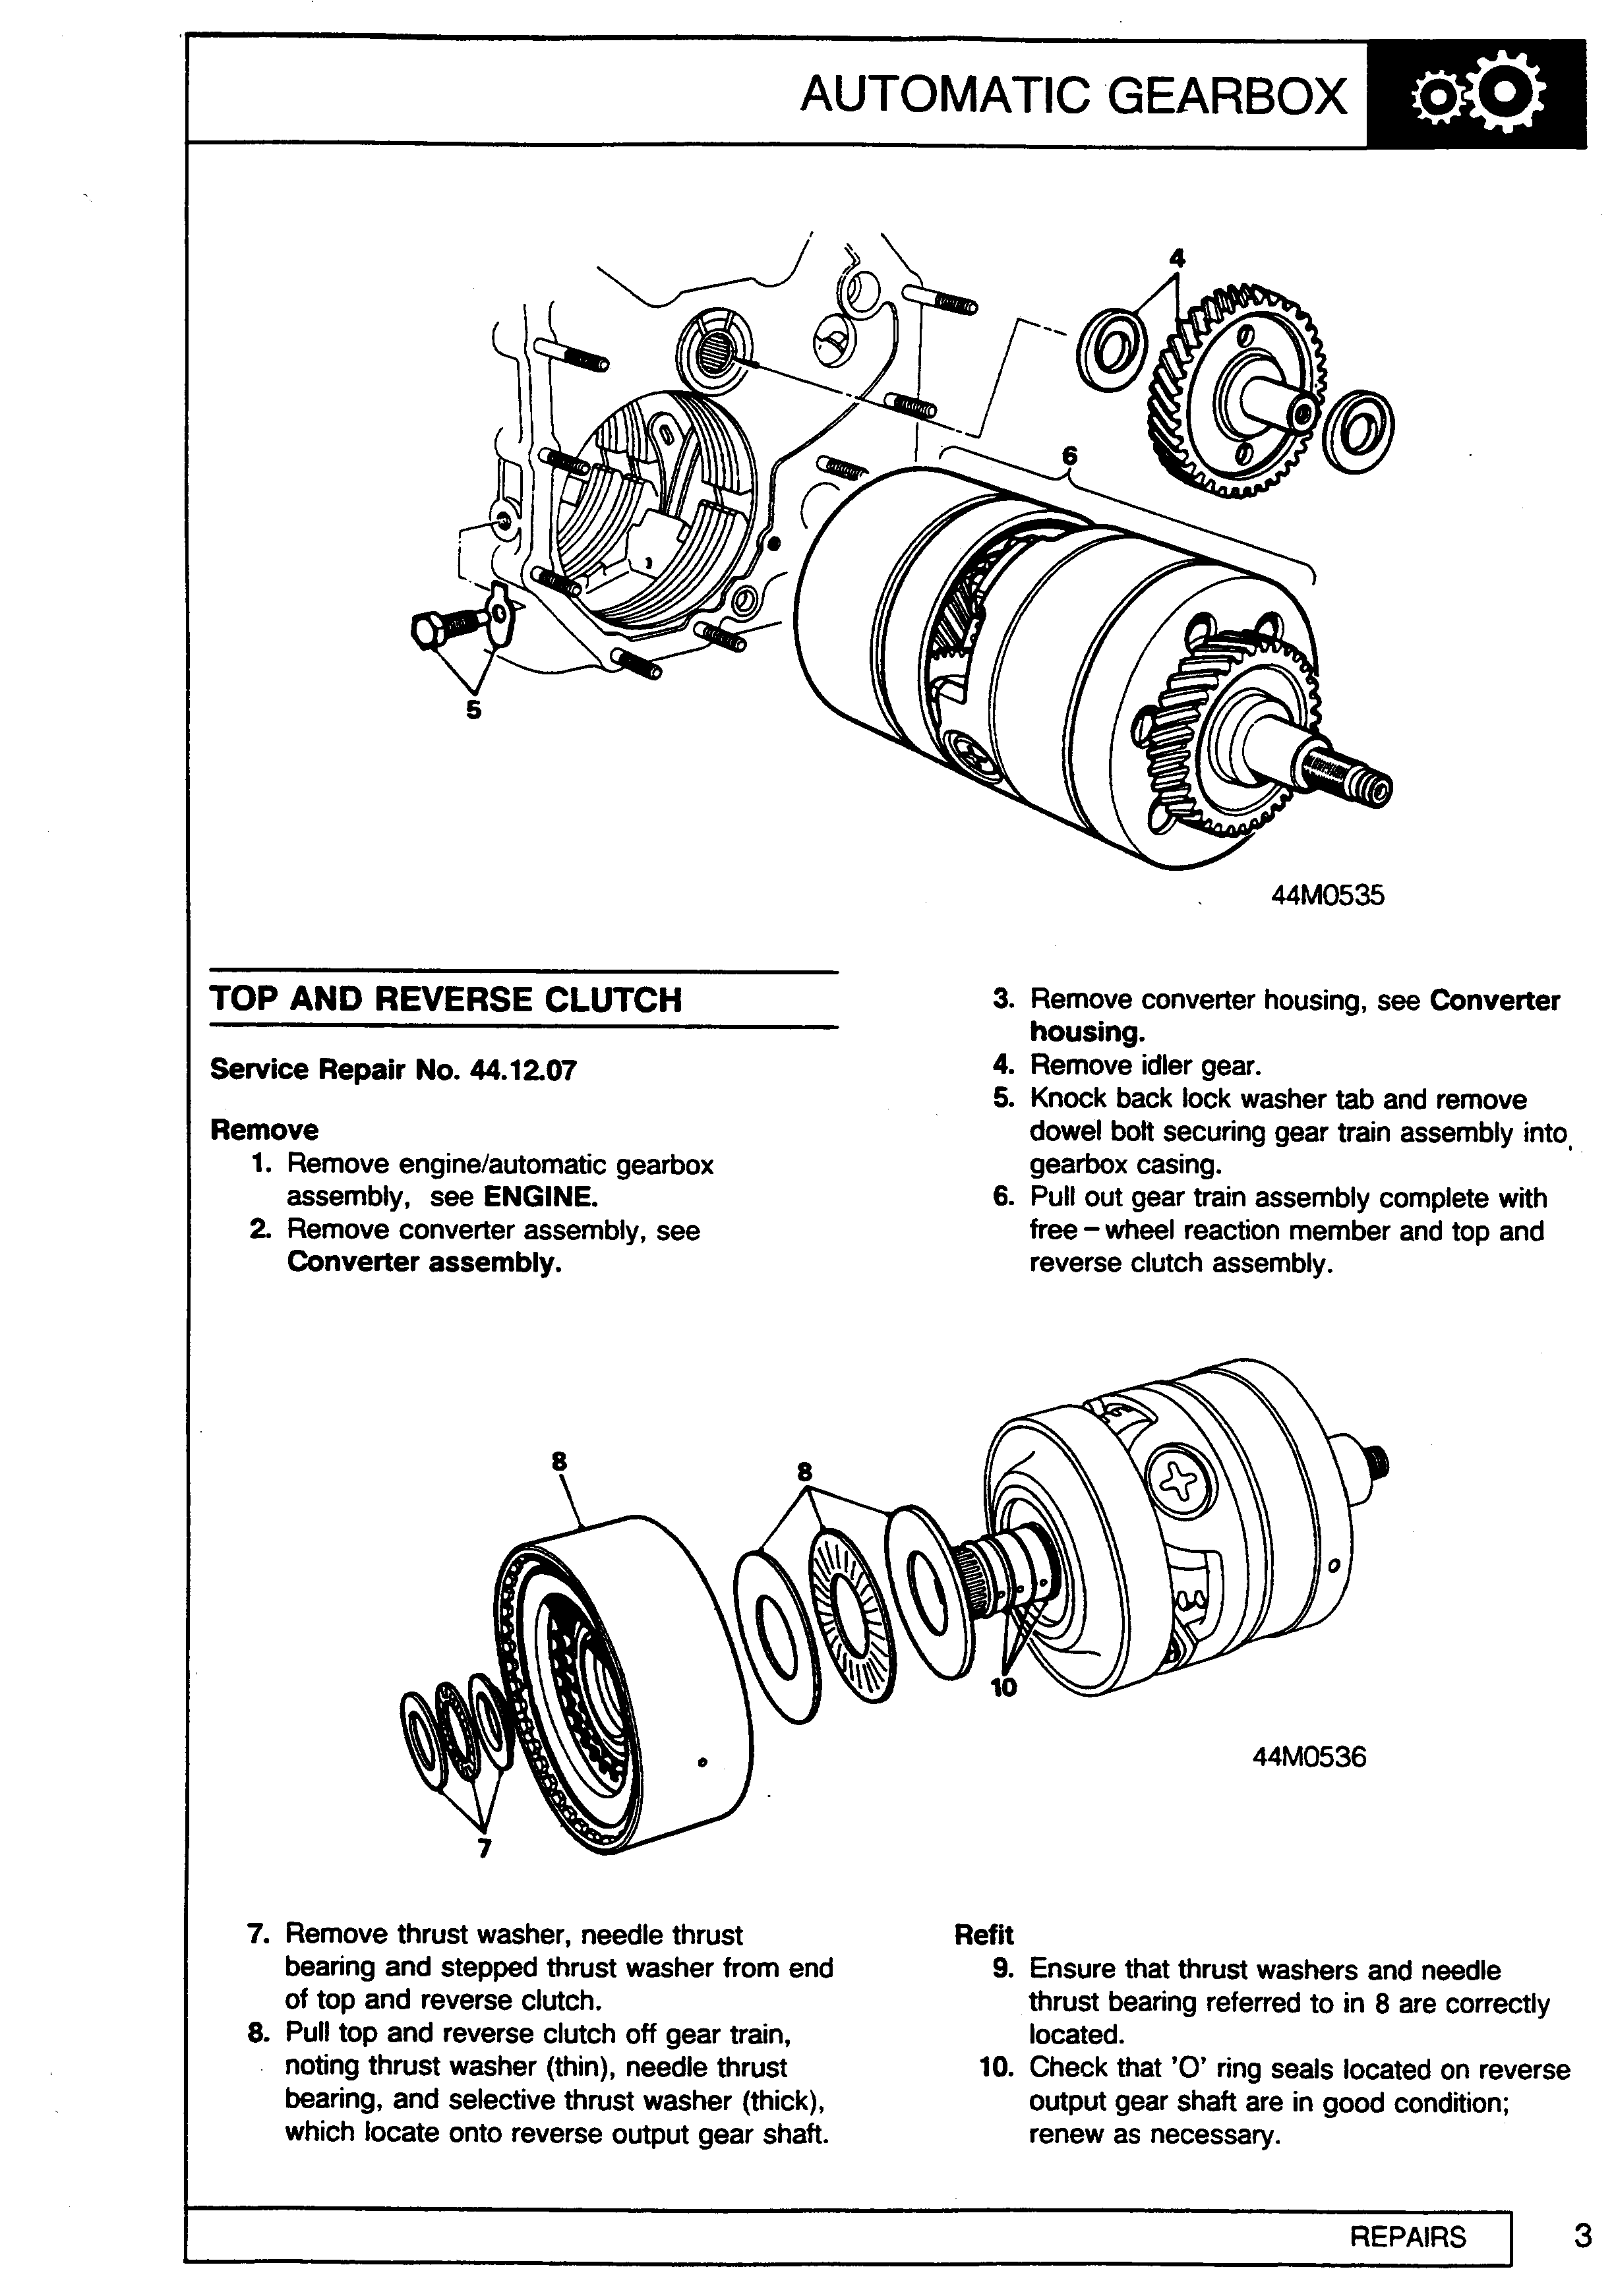 AUTOMATIC GEARBOX
4
6
5
44M0535
TOP AND REVERSE CLUTCH
Service Repair No. 44.12.07
Remove
1. Remove engine/automatic gearbox
assembly, see ENGINE.
2. Remove converter assembly, see
Converter assembly.
3. Remove converter housing, see Converter
housing.
4. Remove idler gear.
5. Knock back lock washer tab and remove
dowel bolt securing gear train assembly into
gearbox casing.
6. Pull out gear train assembly complete with
free – wheel reaction member and top and
reverse clutch assembly.
8
8
10
7
44M0536
7. Remove thrust washer, needle thrust
bearing and stepped thrust washer from end
of top and reverse clutch.
8. Pull top and reverse clutch off gear train,
noting thrust washer (thin), needle thrust
bearing, and selective thrust washer (thick),
which locate onto reverse output gear shaft.
Refit
9. Ensure that thrust washers and needle
thrust bearing referred to in 8 are correctly
located.
10. Check that 'O' ring seals located on reverse
output gear shaft are in good condition;
renew as necessary.
REPAIRS
3